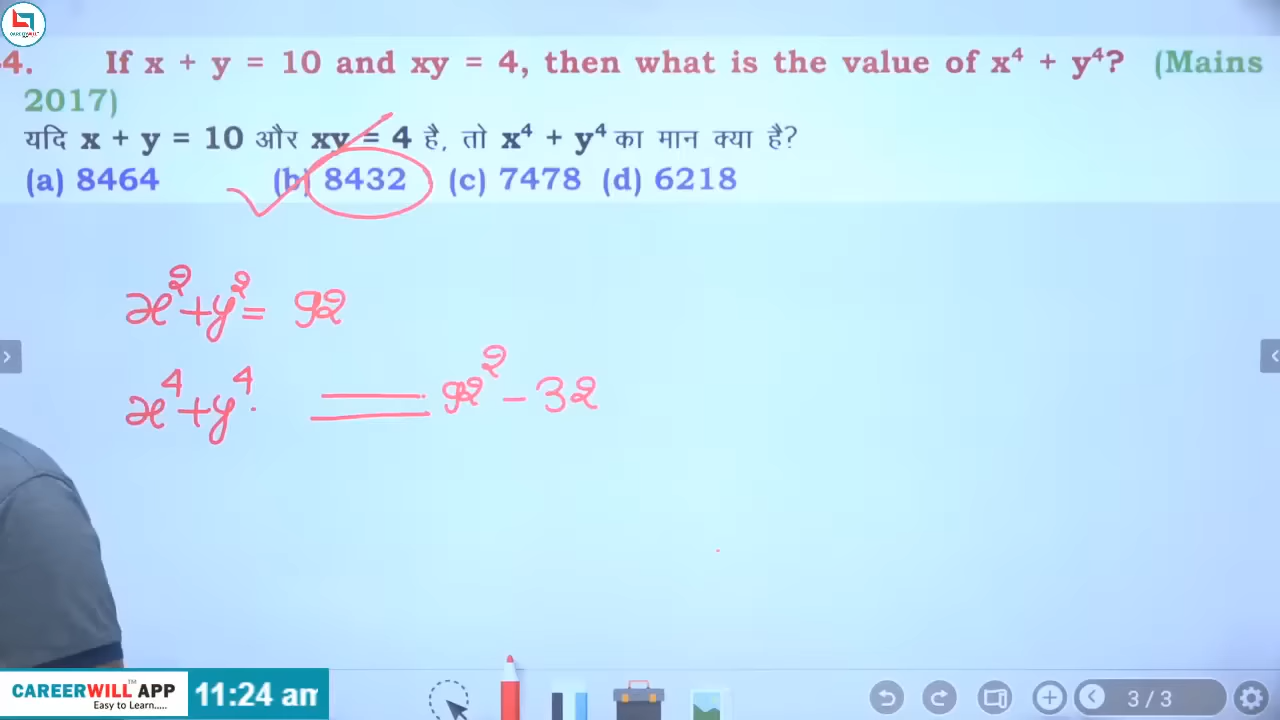 CAREERWILL
4. If x + y = 10 and xy = 4, then what is the value of x⁴ + y⁴? (Mains
2017)
यदि x + y = 10 और xy = 4 है, तो x⁴ + y⁴ का मान क्या है?
(a) 8464 (b) 8432 (c) 7478 (d) 6218
x² + y² = 92
x⁴ + y⁴ = 92² - 32
CAREERWILL™ APP
Easy to Learn.....
11:24 am
3 / 3